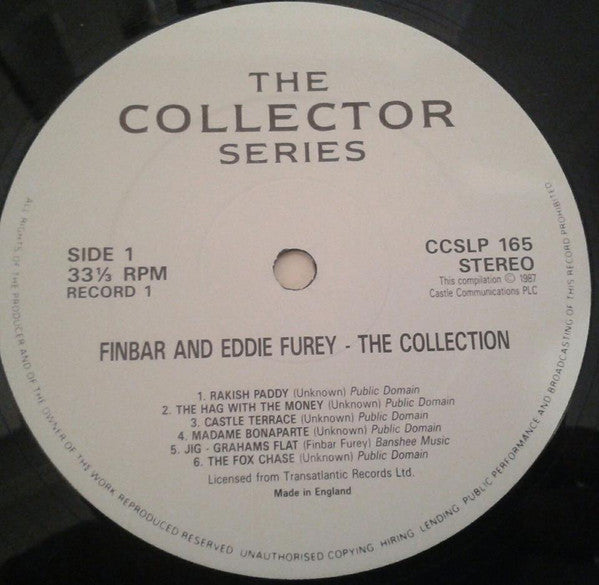 THE
COLLECTOR
SERIES
SIDE 1
33⅓ RPM
RECORD 1
CCSLP 165
STEREO
This compilation © 1987
Castle Communications PLC
FINBAR AND EDDIE FUREY - THE COLLECTION
1. RAKISH PADDY (Unknown) Public Domain
2. THE HAG WITH THE MONEY (Unknown) Public Domain
3. CASTLE TERRACE (Unknown) Public Domain
4. MADAME BONAPARTE (Unknown) Public Domain
5. JIG - GRAHAMS FLAT (Finbar Furey) Banshee Music
6. THE FOX CHASE (Unknown) Public Domain
Licensed from Transatlantic Records Ltd.
Made in England
ALL RIGHTS OF THE PRODUCER AND OF THE OWNER OF THE WORK REPRODUCED RESERVED UNAUTHORISED COPYING HIRING LENDING PUBLIC PERFORMANCE AND BROADCASTING OF THIS RECORD PROHIBITED